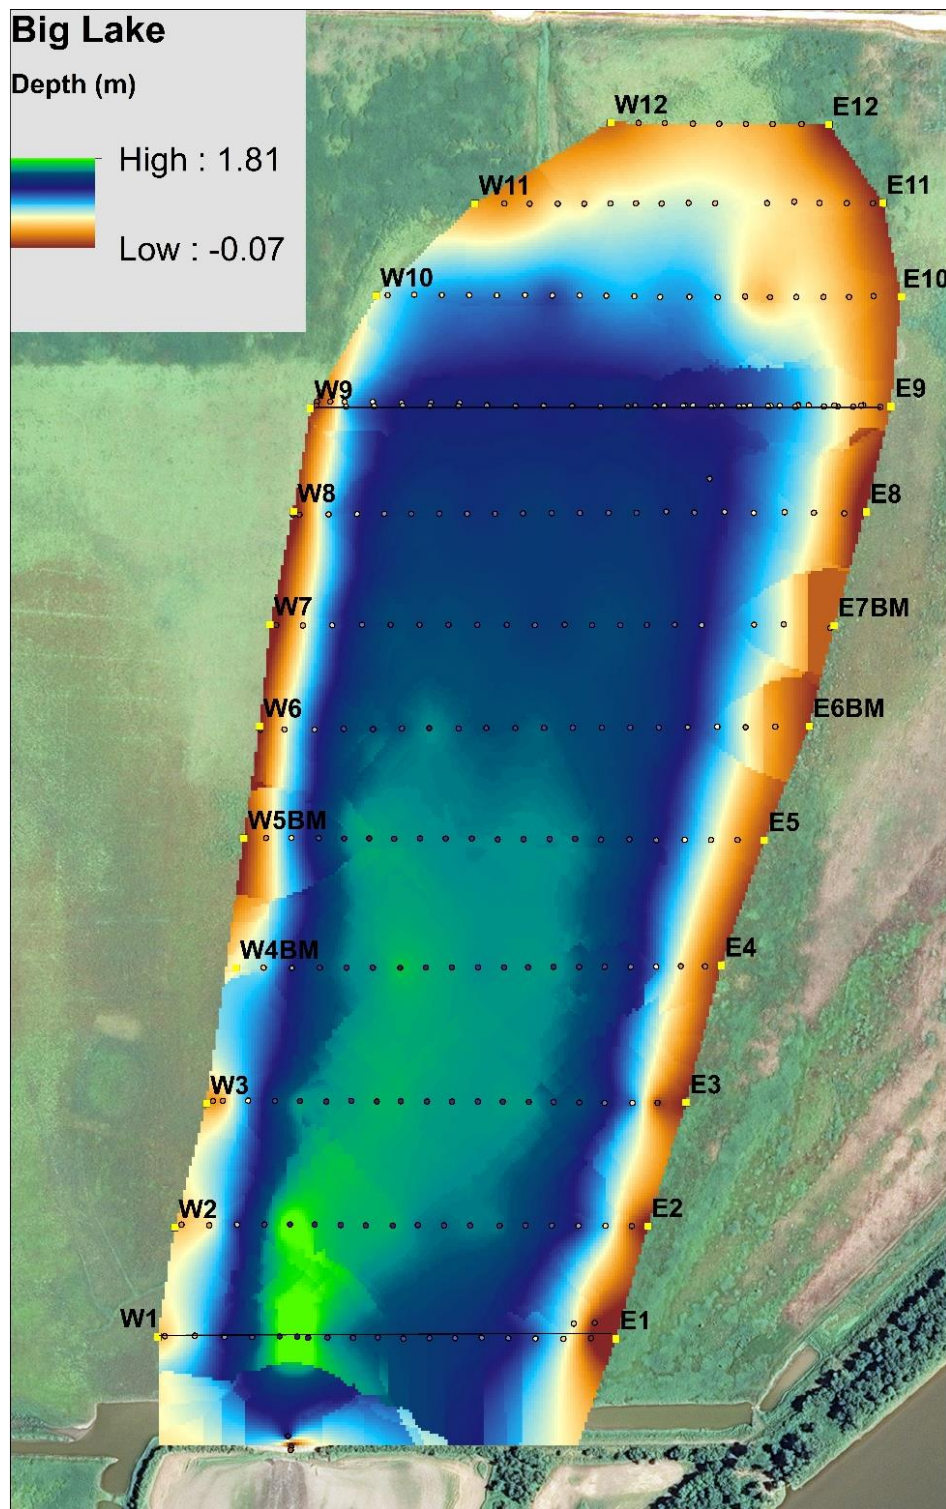 Big Lake
Depth (m)
High : 1.81
Low : -0.07
W12 E12
W11 E11
W10 E10
W9 E9
W8 E8
W7 E7BM
W6 E6BM
W5BM E5
W4BM E4
W3 E3
W2 E2
W1 E1